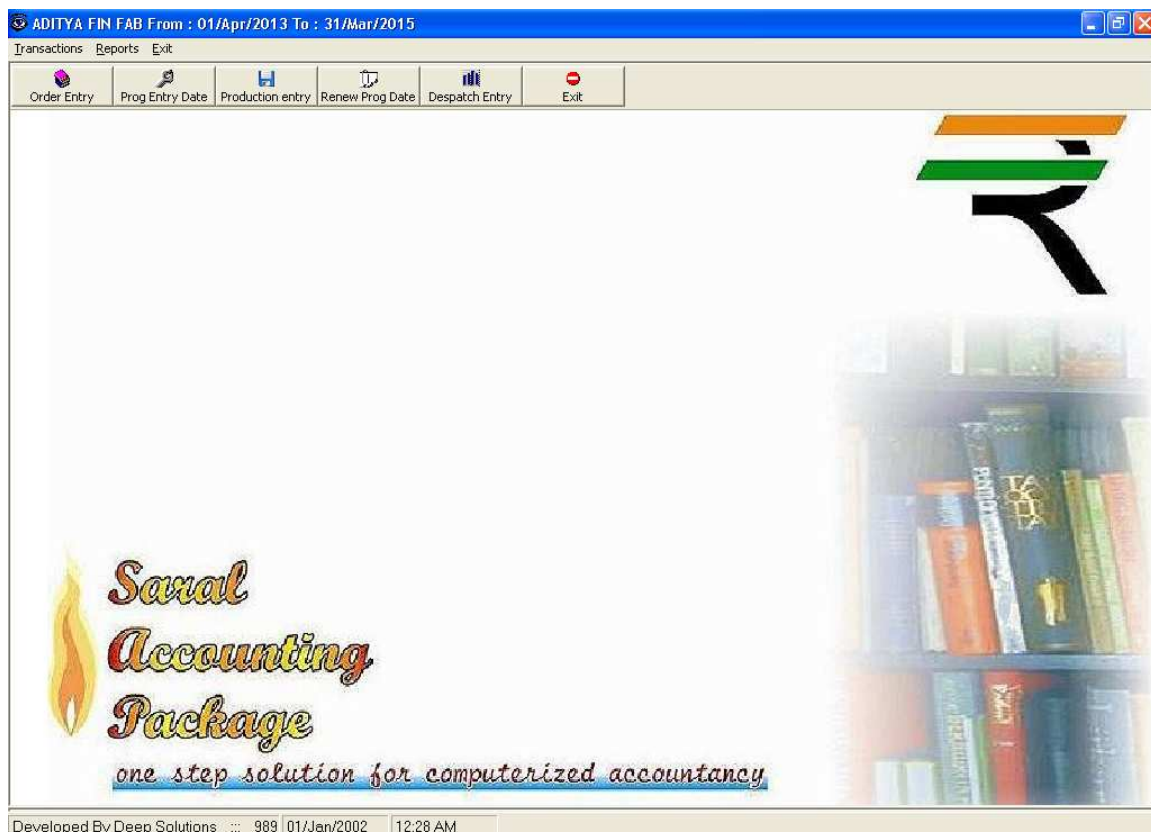 ADITYA FIN FAB From : 01/Apr/2013 To : 31/Mar/2015
Transactions Reports Exit
Order Entry Prog Entry Date Production entry Renew Prog Date Despatch Entry Exit
Saral
Accounting
Package
one step solution for computerized accountancy
Developed By Deep Solutions ::: 989 01/Jan/2002 12:28 AM